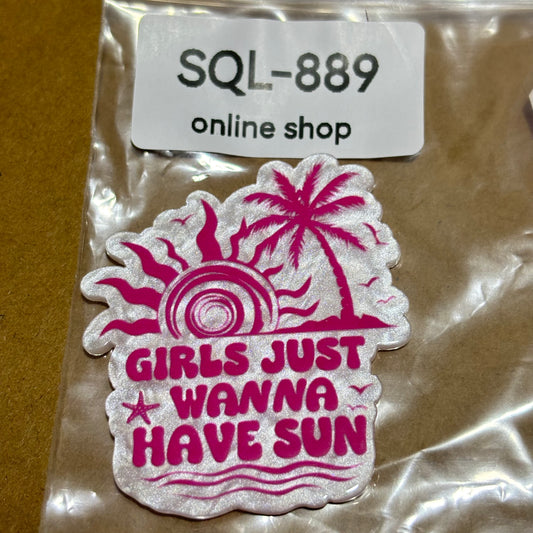 SQL-889
online shop
GIRLS JUST
WANNA
HAVE SUN